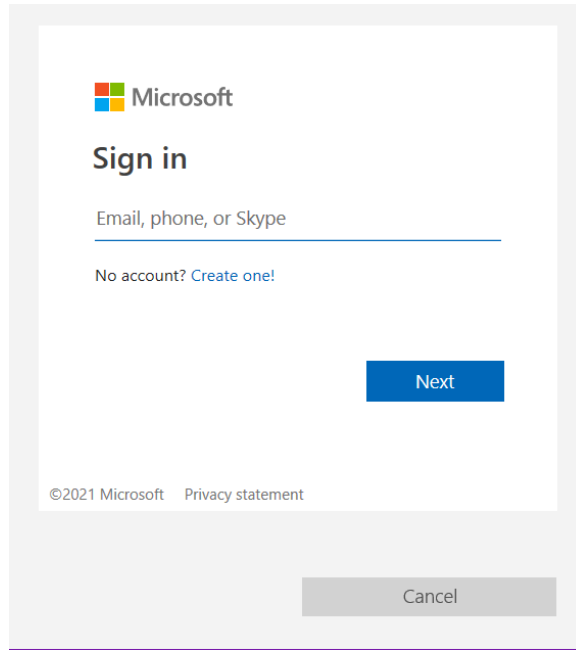 Microsoft
Sign in
Email, phone, or Skype
No account? Create one!
Next
©2021 Microsoft Privacy statement
Cancel